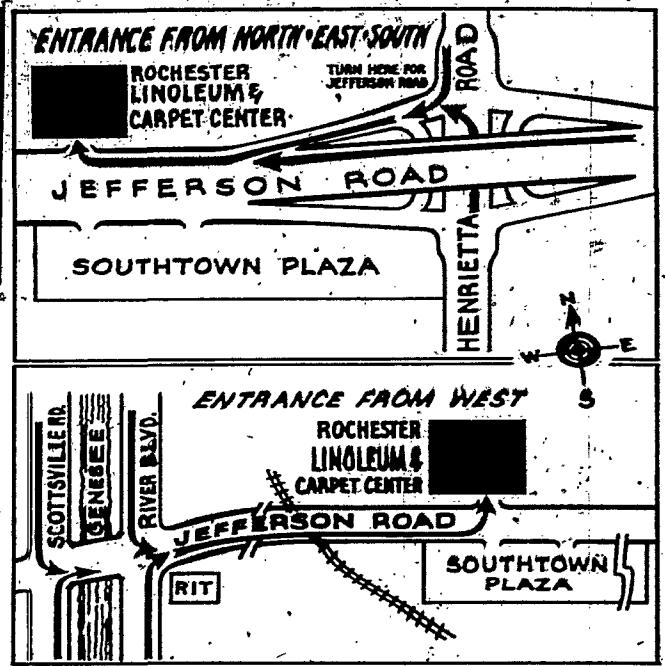 ENTRANCE FROM NORTH•EAST•SOUTH
ROCHESTER
LINOLEUM &
CARPET CENTER
TURN HERE FOR
JEFFERSON ROAD
ROAD
JEFFERSON ROAD
HENRIETTA
SOUTHTOWN PLAZA
N
W
E
S
ENTRANCE FROM WEST
ROCHESTER
LINOLEUM &
CARPET CENTER
SCOTTSVILLE RD.
GENESEE
RIVER BLVD.
JEFFERSON ROAD
RIT
SOUTHTOWN
PLAZA